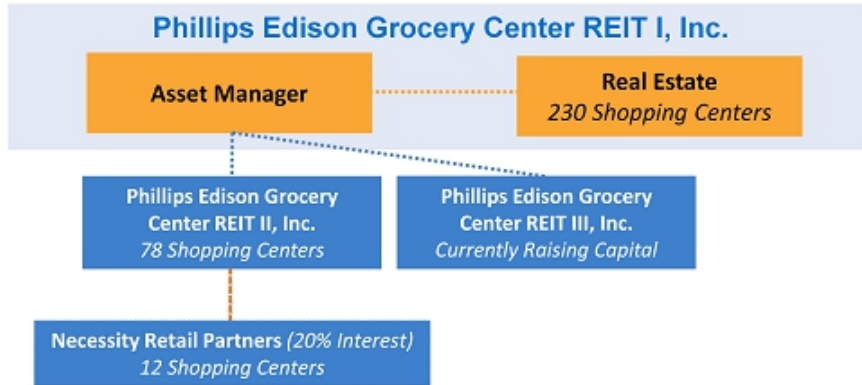 Phillips Edison Grocery Center REIT I, Inc.
Asset Manager
Real Estate
230 Shopping Centers
Phillips Edison Grocery
Center REIT II, Inc.
78 Shopping Centers
Phillips Edison Grocery
Center REIT III, Inc.
Currently Raising Capital
Necessity Retail Partners (20% Interest)
12 Shopping Centers